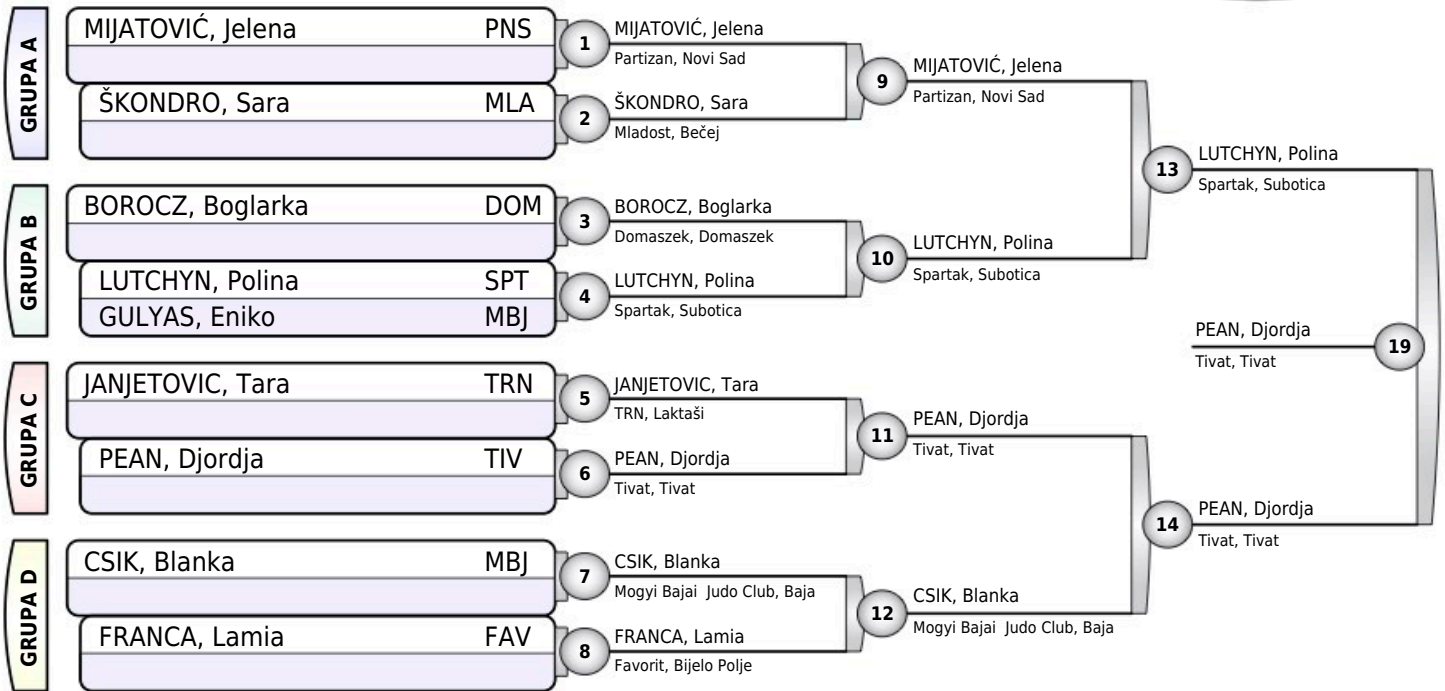 GRUPA A
MIJATOVIĆ, Jelena PNS
ŠKONDRO, Sara MLA
GRUPA B
BOROCZ, Boglarka DOM
LUTCHYN, Polina SPT
GULYAS, Eniko MBJ
GRUPA C
JANJETOVIC, Tara TRN
PEAN, Djordja TIV
GRUPA D
CSIK, Blanka MBJ
FRANCA, Lamia FAV
1
MIJATOVIĆ, Jelena
Partizan, Novi Sad
2
ŠKONDRO, Sara
Mladost, Bečej
3
BOROCZ, Boglarka
Domaszek, Domaszek
4
LUTCHYN, Polina
Spartak, Subotica
5
JANJETOVIC, Tara
TRN, Laktaši
6
PEAN, Djordja
Tivat, Tivat
7
CSIK, Blanka
Mogyi Bajai Judo Club, Baja
8
FRANCA, Lamia
Favorit, Bijelo Polje
9
MIJATOVIĆ, Jelena
Partizan, Novi Sad
10
LUTCHYN, Polina
Spartak, Subotica
11
PEAN, Djordja
Tivat, Tivat
12
CSIK, Blanka
Mogyi Bajai Judo Club, Baja
13
LUTCHYN, Polina
Spartak, Subotica
14
PEAN, Djordja
Tivat, Tivat
PEAN, Djordja
Tivat, Tivat
19